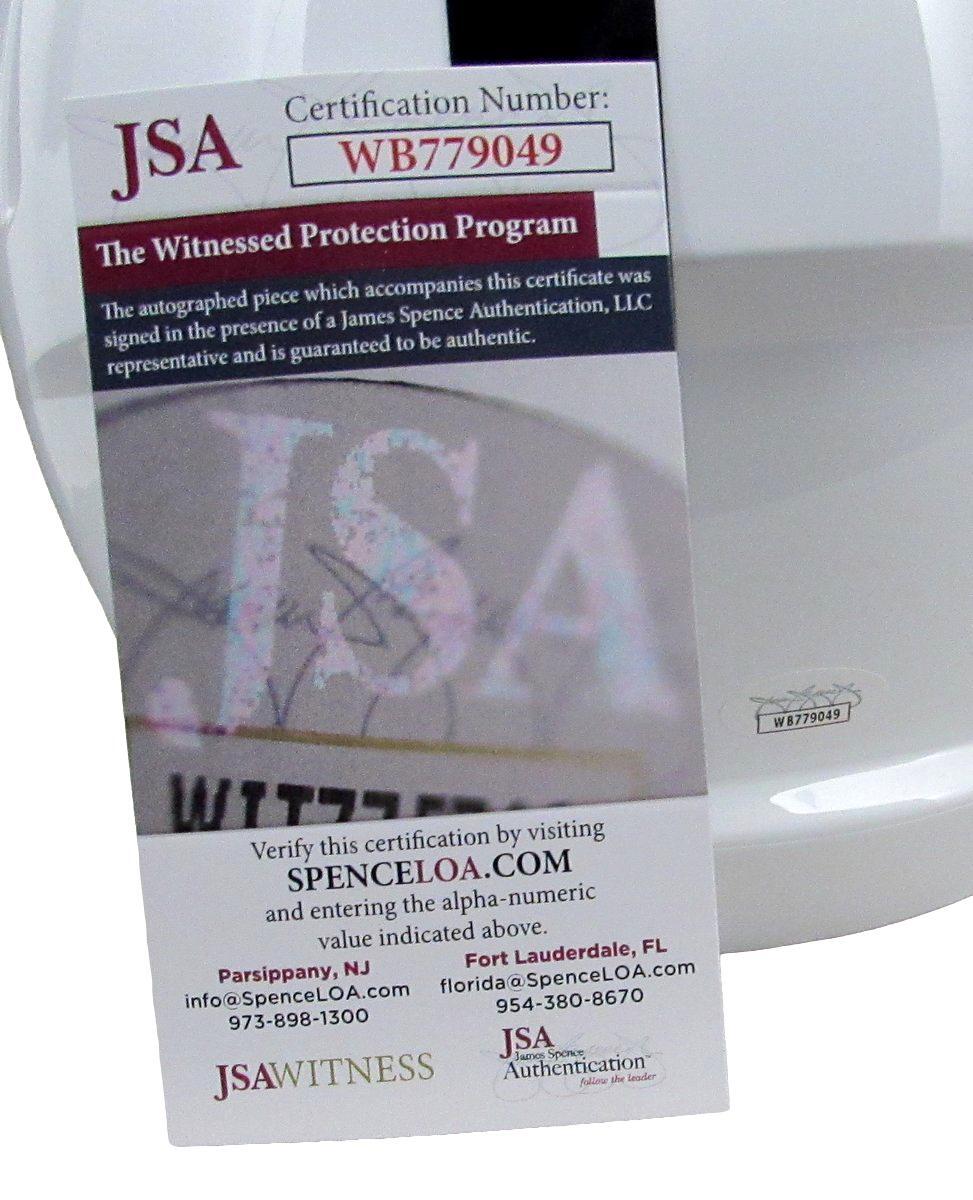 JSA
Certification Number:
WB779049
The Witnessed Protection Program
The autographed piece which accompanies this certificate was
signed in the presence of a James Spence Authentication, LLC
representative and is guaranteed to be authentic.
JSA
Verify this certification by visiting
SPENCELOA.COM
and entering the alpha-numeric
value indicated above.
Parsippany, NJ
info@SpenceLOA.com
973-898-1300
Fort Lauderdale, FL
florida@SpenceLOA.com
954-380-8670
JSAWITNESS
JSA
James Spence
Authentication™
follow the leader
WB779049